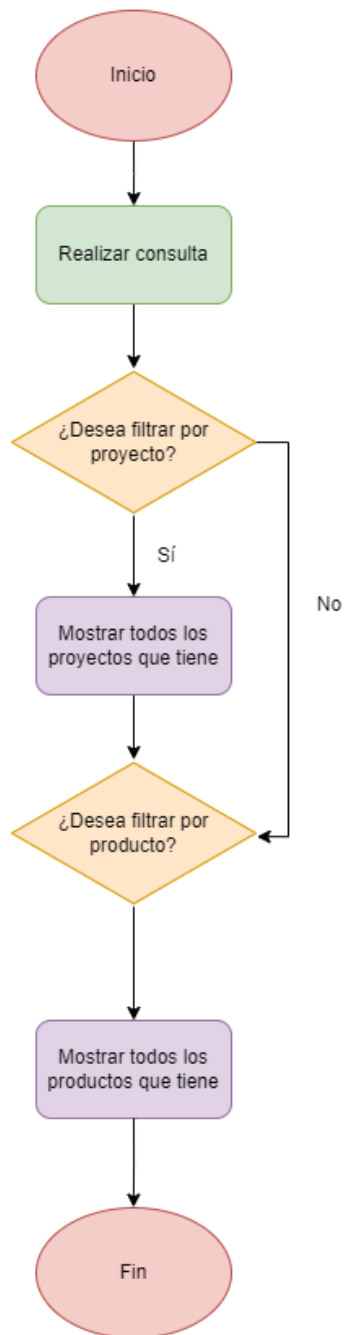 Inicio
Realizar consulta
¿Desea filtrar por
proyecto?
Sí
No
Mostrar todos los
proyectos que tiene
¿Desea filtrar por
producto?
Mostrar todos los
productos que tiene
Fin